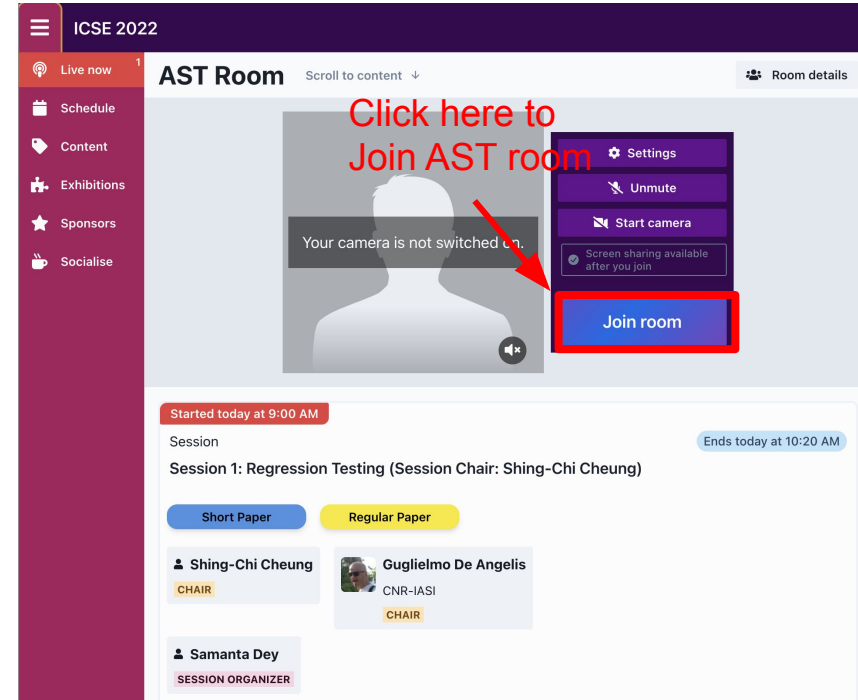 ICSE 2022
Live now 1
Schedule
Content
Exhibitions
Sponsors
Socialise
AST Room
Scroll to content ↓
Room details
Click here to
Join AST room
Your camera is not switched on.
Settings
Unmute
Start camera
Screen sharing available
after you join
Join room
Started today at 9:00 AM
Session
Ends today at 10:20 AM
Session 1: Regression Testing (Session Chair: Shing-Chi Cheung)
Short Paper
Regular Paper
Shing-Chi Cheung
CHAIR
Guglielmo De Angelis
CNR-IASI
CHAIR
Samanta Dey
SESSION ORGANIZER